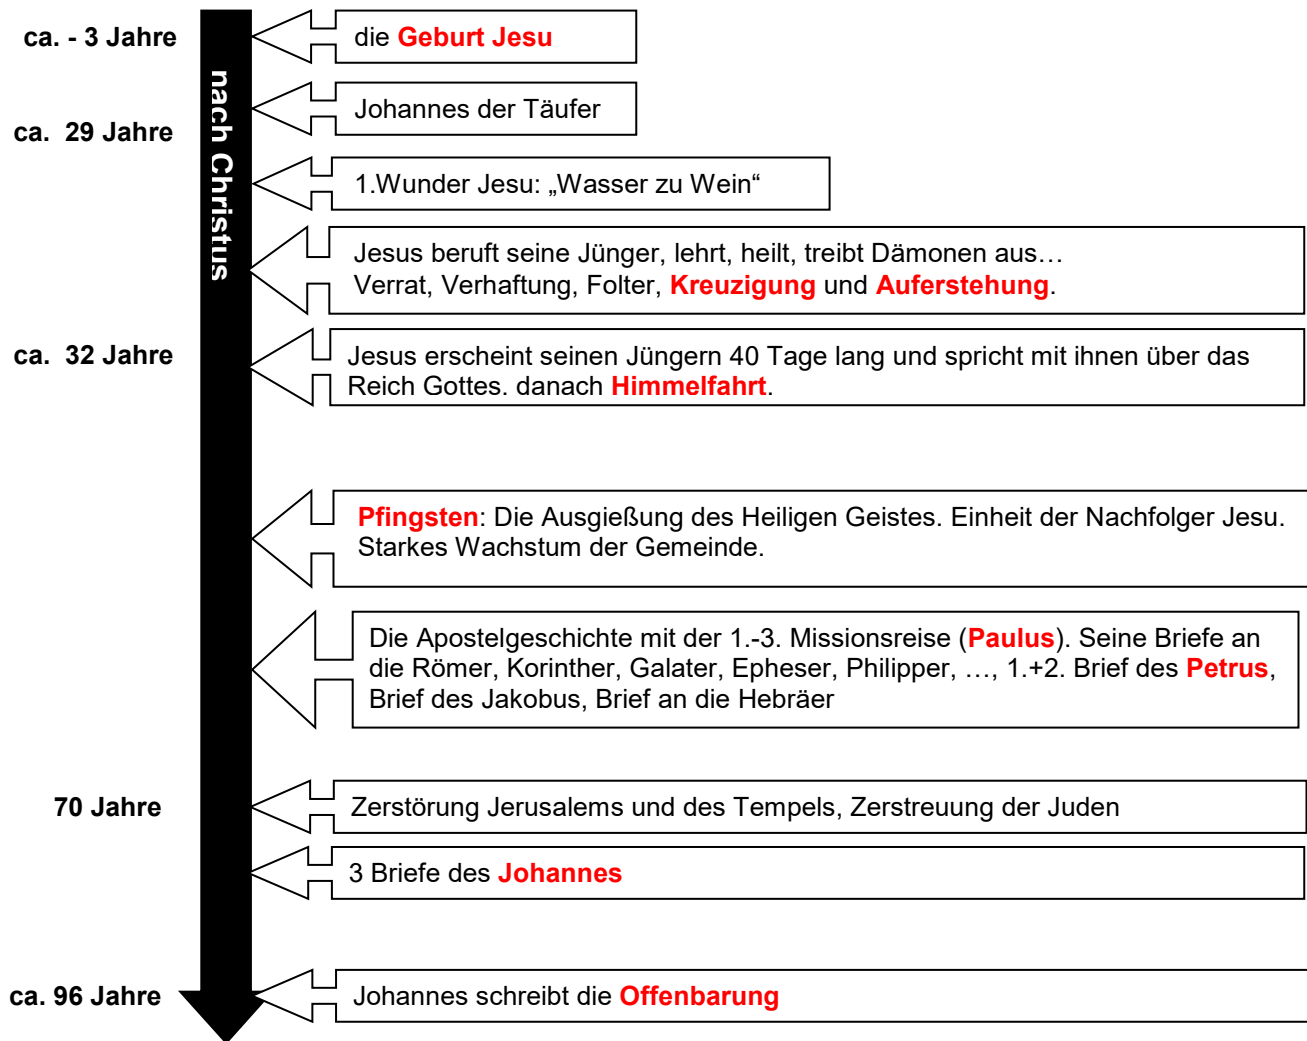 ca. - 3 Jahre
die Geburt Jesu
nach Christus
Johannes der Täufer
ca.  29 Jahre
1.Wunder Jesu: „Wasser zu Wein“
Jesus beruft seine Jünger, lehrt, heilt, treibt Dämonen aus…
Verrat, Verhaftung, Folter, Kreuzigung und Auferstehung.
ca.  32 Jahre
Jesus erscheint seinen Jüngern 40 Tage lang und spricht mit ihnen über das
Reich Gottes. danach Himmelfahrt.
Pfingsten: Die Ausgießung des Heiligen Geistes. Einheit der Nachfolger Jesu.
Starkes Wachstum der Gemeinde.
Die Apostelgeschichte mit der 1.-3. Missionsreise (Paulus). Seine Briefe an
die Römer, Korinther, Galater, Epheser, Philipper, …, 1.+2. Brief des Petrus,
Brief des Jakobus, Brief an die Hebräer
70 Jahre
Zerstörung Jerusalems und des Tempels, Zerstreuung der Juden
3 Briefe des Johannes
ca. 96 Jahre
Johannes schreibt die Offenbarung